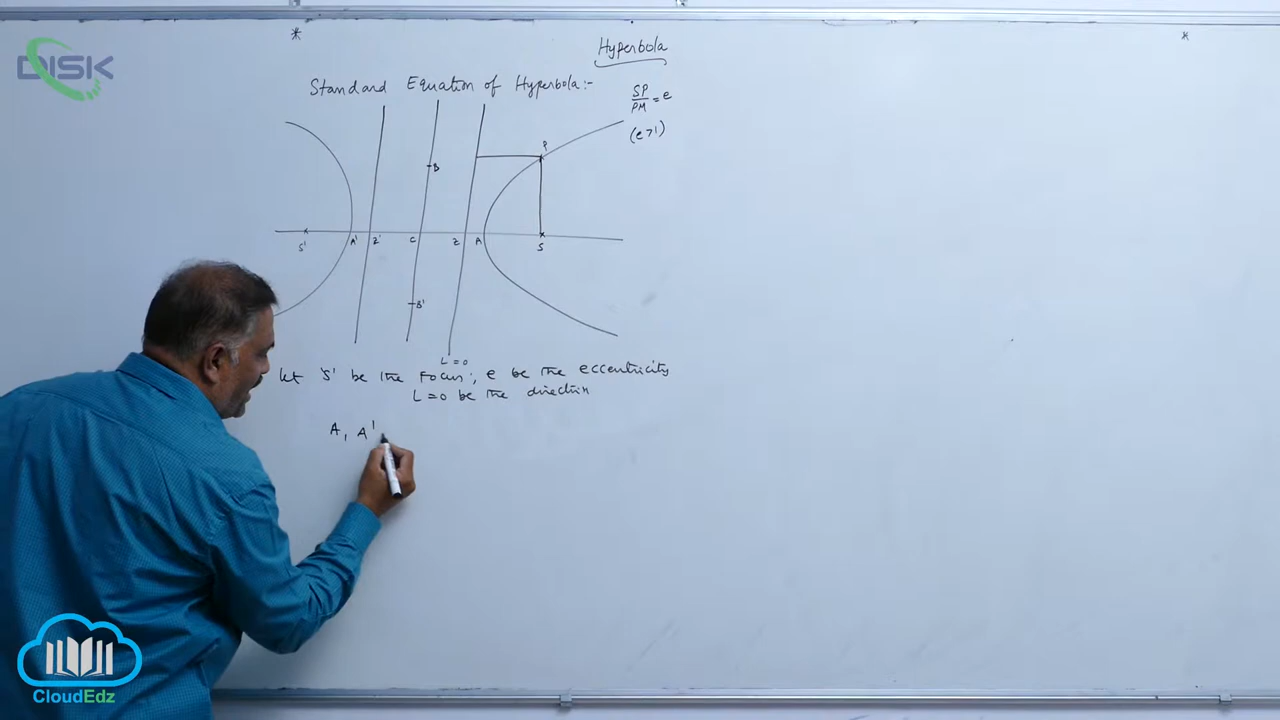 DISK
*
*
Hyperbola
Standard Equation of Hyperbola:-
SP/PM = e
(e>1)
P
B
S' A' Z' C Z A S
B'
L=0
Let 'S' be the Focus; e be the eccentricity
L=0 be the directrix
A, A'
CloudEdz